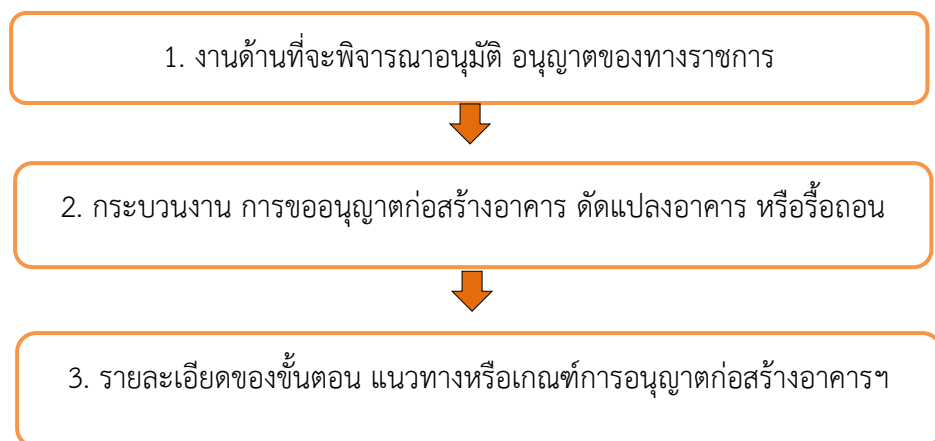 1. งานด้านที่จะพิจารณาอนุมัติ อนุญาตของทางราชการ
2. กระบวนงาน การขออนุญาตก่อสร้างอาคาร ดัดแปลงอาคาร หรือรื้อถอน
3. รายละเอียดของขั้นตอน แนวทางหรือเกณฑ์การอนุญาตก่อสร้างอาคารฯ